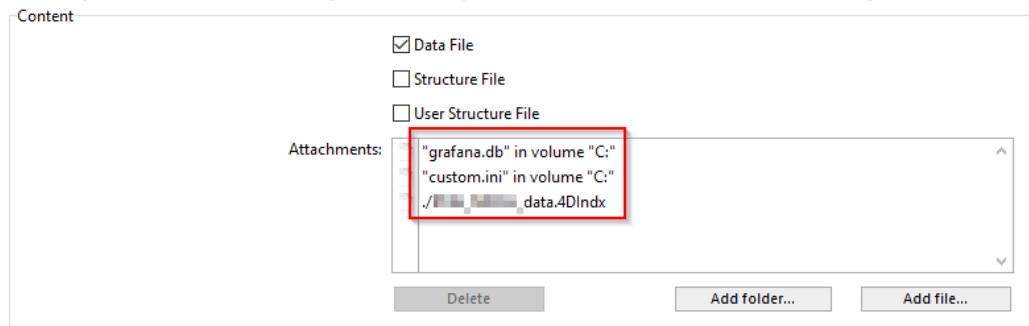 Content
Data File
Structure File
User Structure File
Attachments:
"grafana.db" in volume "C:"
"custom.ini" in volume "C:"
./ _data.4DIndx
Delete
Add folder...
Add file...